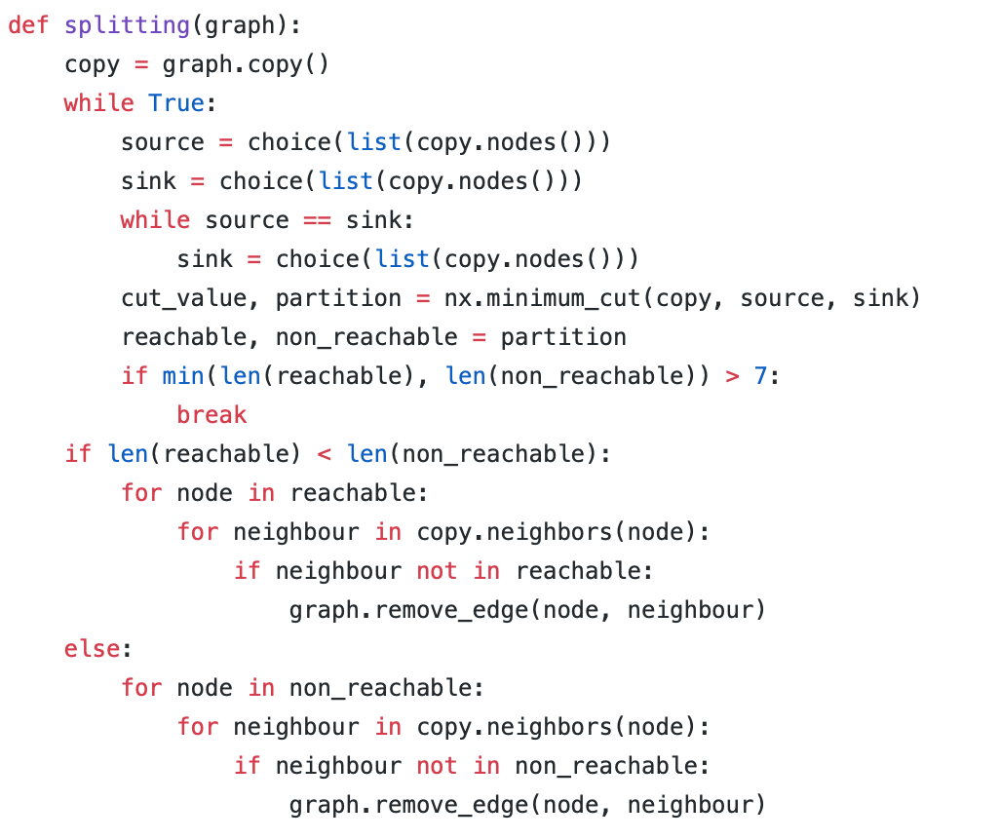 def splitting(graph):
    copy = graph.copy()
    while True:
        source = choice(list(copy.nodes()))
        sink = choice(list(copy.nodes()))
        while source == sink:
            sink = choice(list(copy.nodes()))
        cut_value, partition = nx.minimum_cut(copy, source, sink)
        reachable, non_reachable = partition
        if min(len(reachable), len(non_reachable)) > 7:
            break
    if len(reachable) < len(non_reachable):
        for node in reachable:
            for neighbour in copy.neighbors(node):
                if neighbour not in reachable:
                    graph.remove_edge(node, neighbour)
    else:
        for node in non_reachable:
            for neighbour in copy.neighbors(node):
                if neighbour not in non_reachable:
                    graph.remove_edge(node, neighbour)